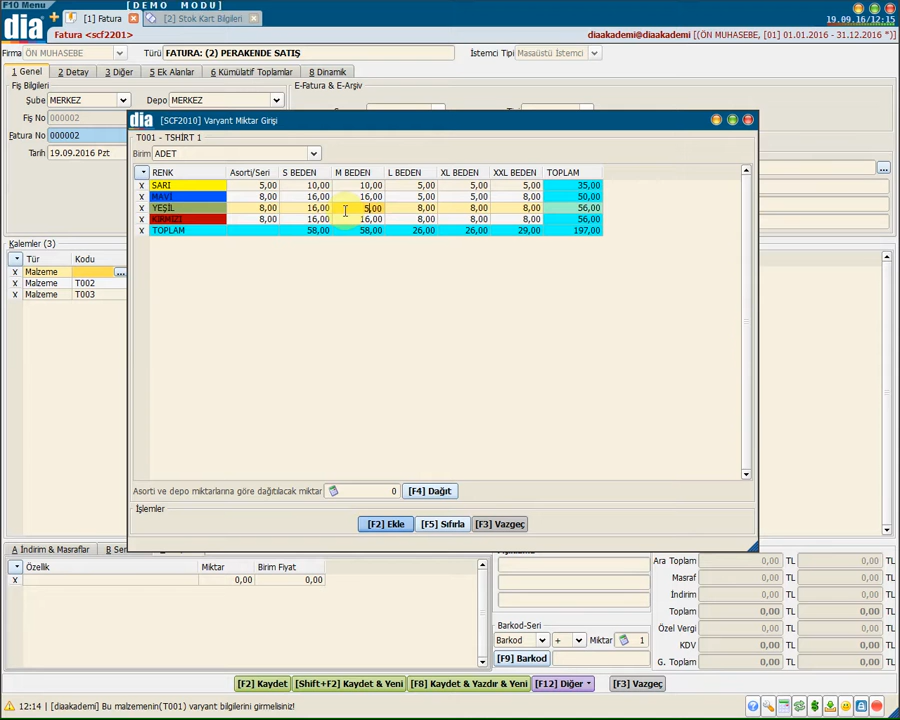 F10 Menu
[DEMO MODU]
dia
[1] Fatura
[2] Stok Kart Bilgileri
19.09.16/12:15
Fatura <scf2201>
diaakademi@diaakademi ( [ÖN MUHASEBE, [01] 01.01.2016 - 31.12.2016 *)
Firma ÖN MUHASEBE Türü FATURA: (2) PERAKENDE SATIŞ İstemci Tipi Masaüstü İstemci
1 Genel 2 Detay 3 Diğer 5 Ek Alanlar 6 Kümülatif Toplamlar 8 Dinamik
Fiş Bilgileri E-Fatura & E-Arşiv
Şube MERKEZ Depo MERKEZ
Fiş No 000002
Fatura No 000002
Tarih 19.09.2016 Pzt
dia [SCF2010] Varyant Miktar Girişi
T001 - TSHİRT 1
Birim ADET
RENK Asorti/Seri S BEDEN M BEDEN L BEDEN XL BEDEN XXL BEDEN TOPLAM
X SARI 5,00 10,00 10,00 5,00 5,00 5,00 35,00
X MAVİ 8,00 16,00 16,00 5,00 5,00 8,00 50,00
X YEŞİL 8,00 16,00 5,00 8,00 8,00 8,00 56,00
X KIRMIZI 8,00 16,00 16,00 8,00 8,00 8,00 56,00
X TOPLAM 58,00 58,00 26,00 26,00 29,00 197,00
Kalemler (3)
Tür Kodu
X Malzeme ...
X Malzeme T002
X Malzeme T003
Asorti ve depo miktarlarına göre dağıtılacak miktar 0 [F4] Dağıt
İşlemler
[F2] Ekle [F5] Sıfırla [F3] Vazgeç
A İndirim & Masraflar
Özellik Miktar Birim Fiyat
X 0,00 0,00
Barkod-Seri
Barkod + Miktar 1
[F9] Barkod
Ara Toplam 0,00 TL 0,00 TL
Masraf 0,00 TL 0,00 TL
İndirim 0,00 TL 0,00 TL
Toplam 0,00 TL 0,00 TL
Özel Vergi 0,00 TL 0,00 TL
KDV 0,00 TL 0,00 TL
G. Toplam 0,00 TL 0,00 TL
[F2] Kaydet [Shift+F2] Kaydet & Yeni [F8] Kaydet & Yazdır & Yeni [F12] Diğer [F3] Vazgeç
12:14 | [diaakademi] Bu malzemenin(T001) varyant bilgilerini girmelisiniz!